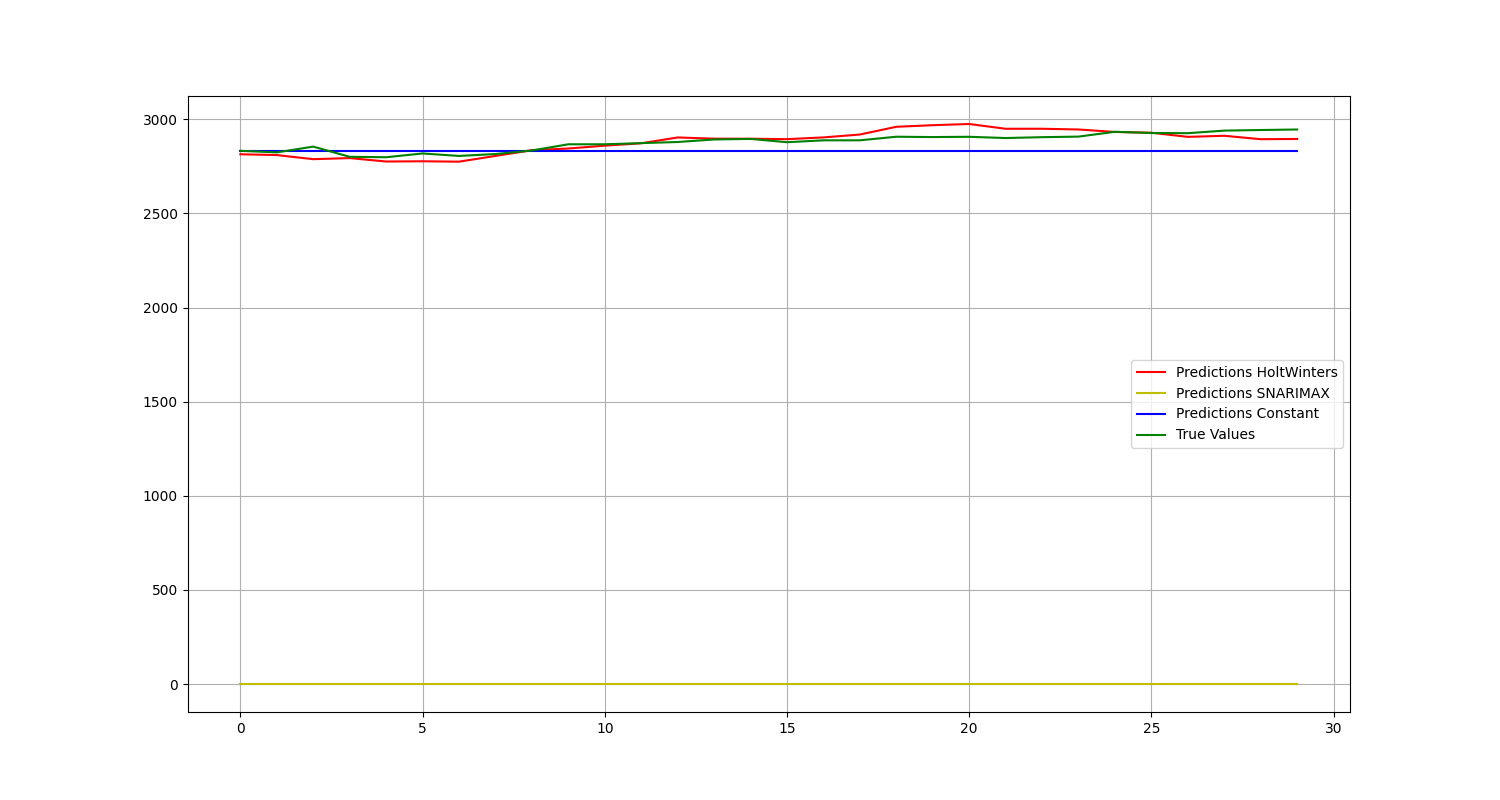 3000
2500
2000
1500
1000
500
0
Predictions HoltWinters
Predictions SNARIMAX
Predictions Constant
True Values
0 5 10 15 20 25 30